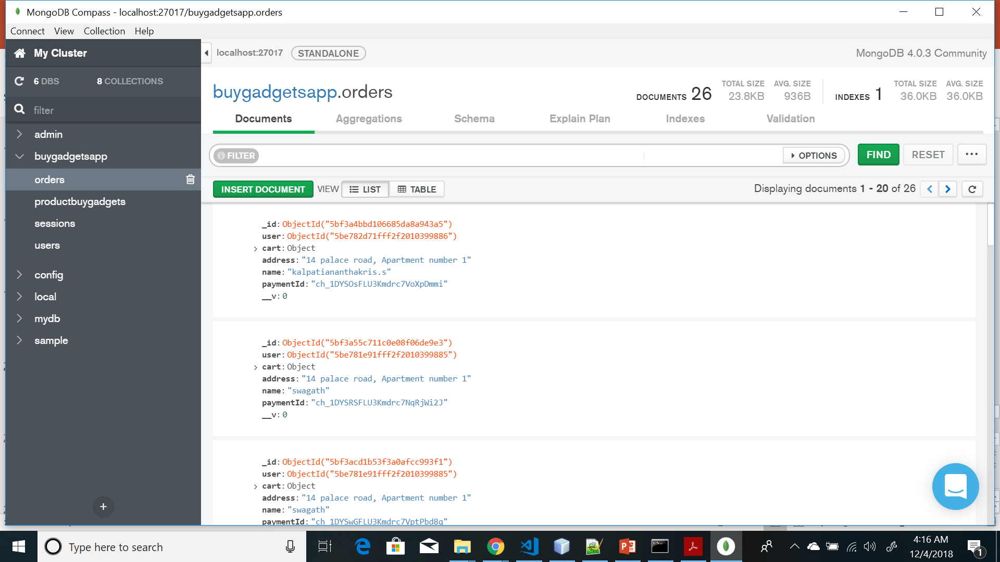 MongoDB Compass - localhost:27017/buygadgetsapp.orders
Connect View Collection Help
My Cluster
6 DBS 8 COLLECTIONS
filter
admin
buygadgetsapp
orders
productbuygadgets
sessions
users
config
local
mydb
sample
+
localhost:27017 STANDALONE MongoDB 4.0.3 Community
buygadgetsapp.orders
DOCUMENTS 26 TOTAL SIZE 23.8KB AVG. SIZE 936B INDEXES 1 TOTAL SIZE 36.0KB AVG. SIZE 36.0KB
Documents Aggregations Schema Explain Plan Indexes Validation
FILTER OPTIONS FIND RESET ...
INSERT DOCUMENT VIEW LIST TABLE Displaying documents 1 - 20 of 26
_id: ObjectId("5bf3a4bbd106685da8a943a5")
user: ObjectId("5be782d71fff2f2010399886")
cart: Object
address: "14 palace road, Apartment number 1"
name: "kalpatiananthakris.s"
paymentId: "ch_1DYSOsFLU3Kmdrc7VoXpDmmi"
__v: 0
_id: ObjectId("5bf3a55c711c0e08f06de9e3")
user: ObjectId("5be781e91fff2f2010399885")
cart: Object
address: "14 palace road, Apartment number 1"
name: "swagath"
paymentId: "ch_1DYSRSFLU3Kmdrc7NqRjWi2J"
__v: 0
_id: ObjectId("5bf3acd1b53f3a0afcc993f1")
user: ObjectId("5be781e91fff2f2010399885")
cart: Object
address: "14 palace road, Apartment number 1"
name: "swagath"
paymentId: "ch_1DYSwGFLU3Kmdrc7VptPbd8q"
Type here to search
4:16 AM
12/4/2018
1